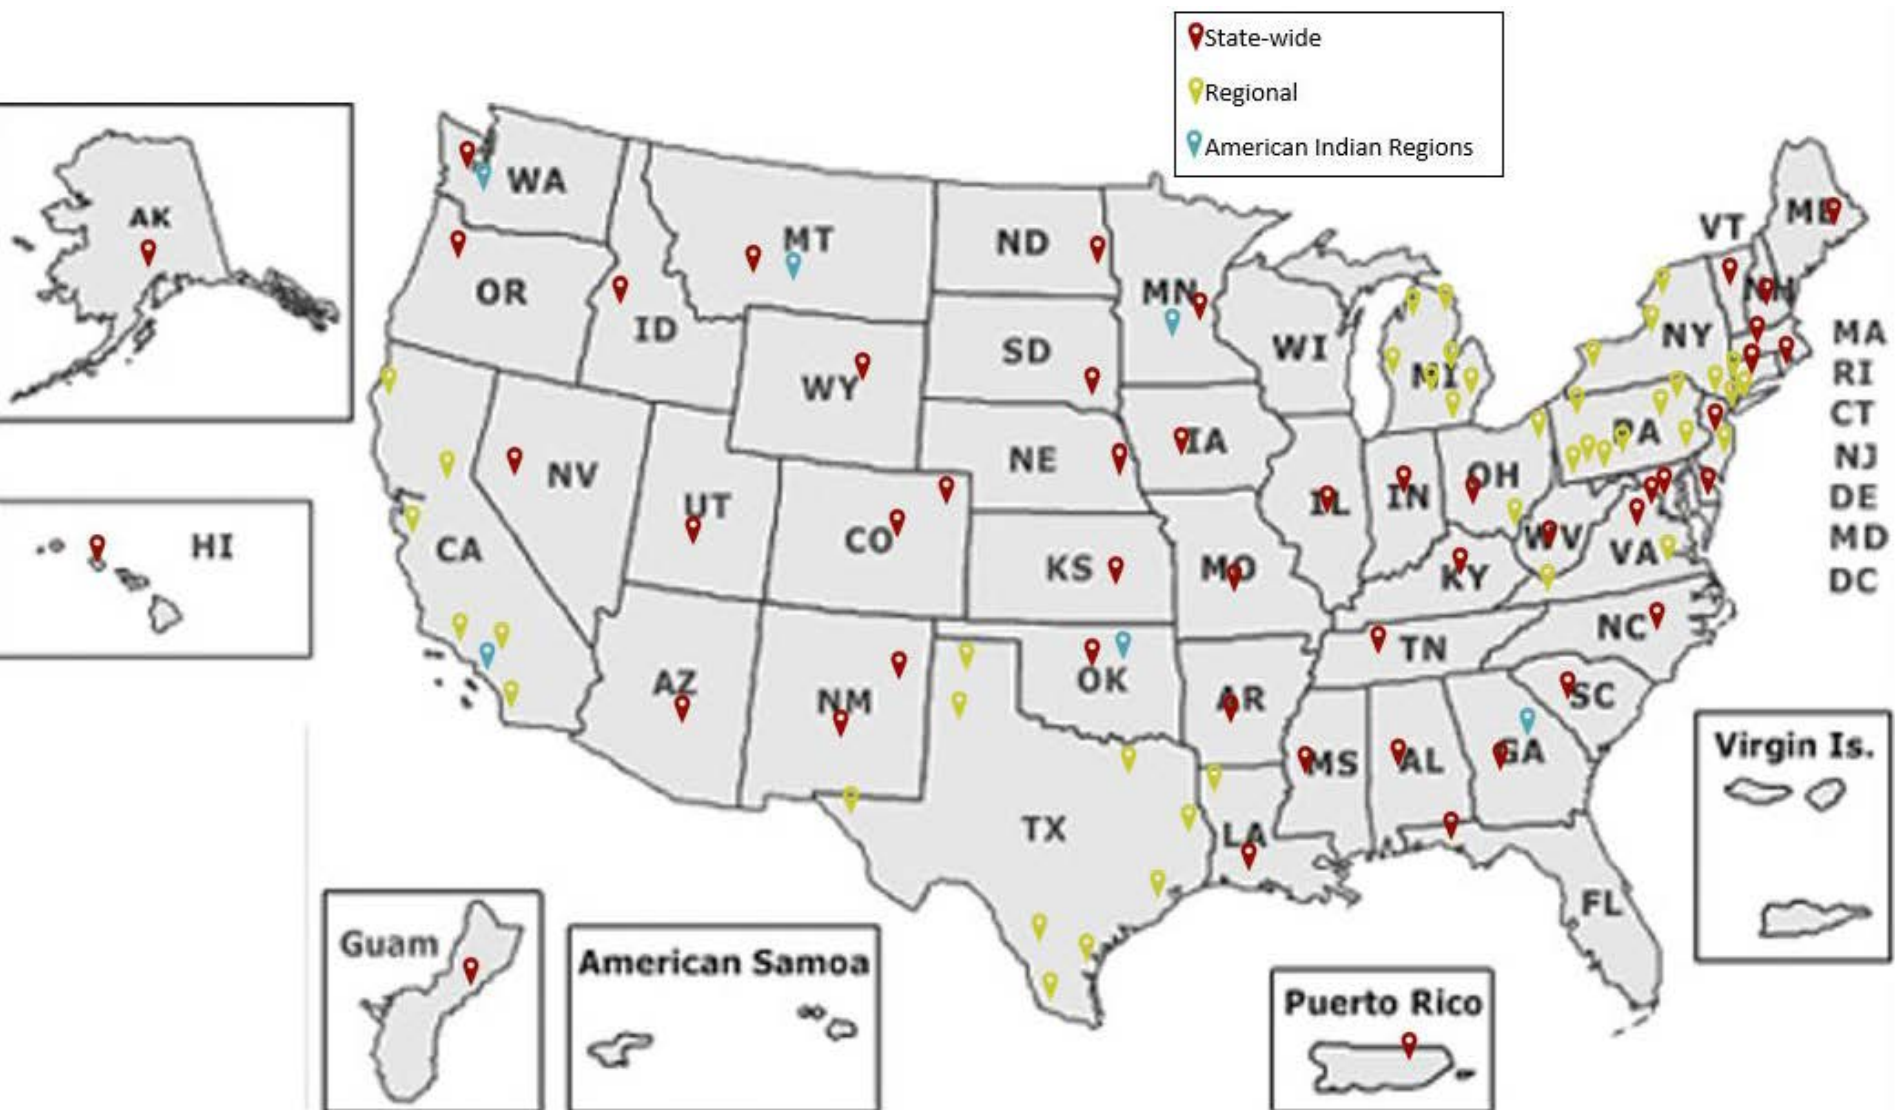 State-wide
Regional
American Indian Regions
AK
HI
WA
OR
ID
MT
ND
MN
SD
WY
WI
MI
NY
VT
NH
ME
MA
RI
CT
NJ
DE
MD
DC
NV
UT
CA
CO
NE
IA
KS
MO
IL
IN
OH
PA
WV
VA
KY
NC
TN
SC
AZ
NM
OK
AR
TX
LA
MS
AL
GA
FL
Virgin Is.
Guam
American Samoa
Puerto Rico